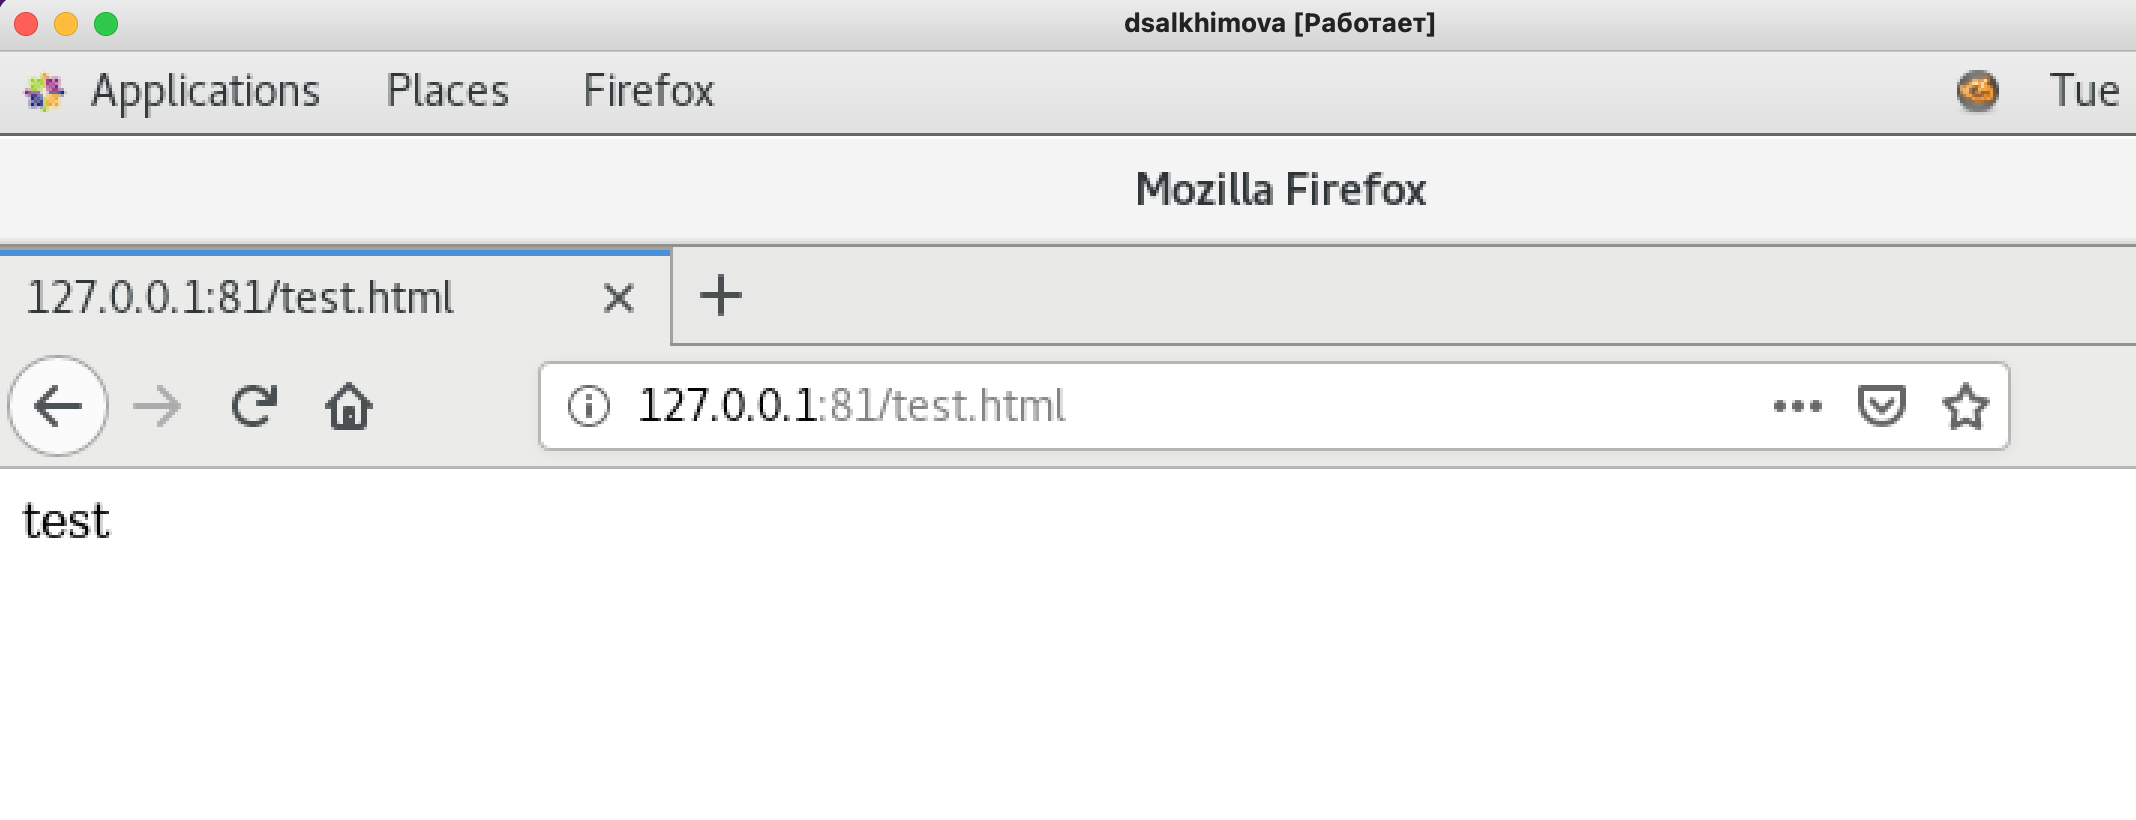 dsalkhimova [Работает]
Applications Places Firefox Tue
Mozilla Firefox
127.0.0.1:81/test.html
127.0.0.1:81/test.html
test